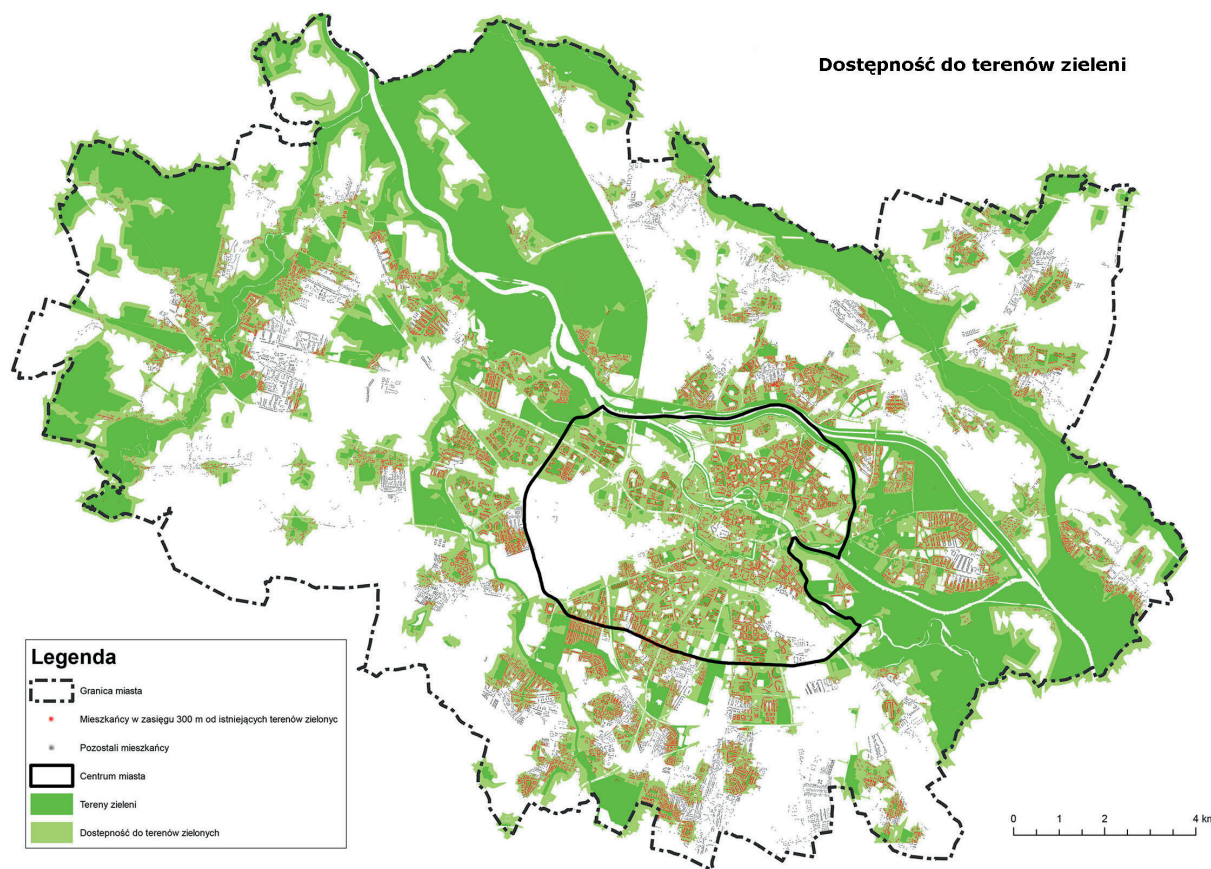 Dostępność do terenów zieleni
Legenda
Granica miasta
Mieszkańcy w zasięgu 300 m od istniejących terenów zielonyc
Pozostali mieszkańcy
Centrum miasta
Tereny zieleni
Dostepność do terenów zielonych
0 1 2 4 km